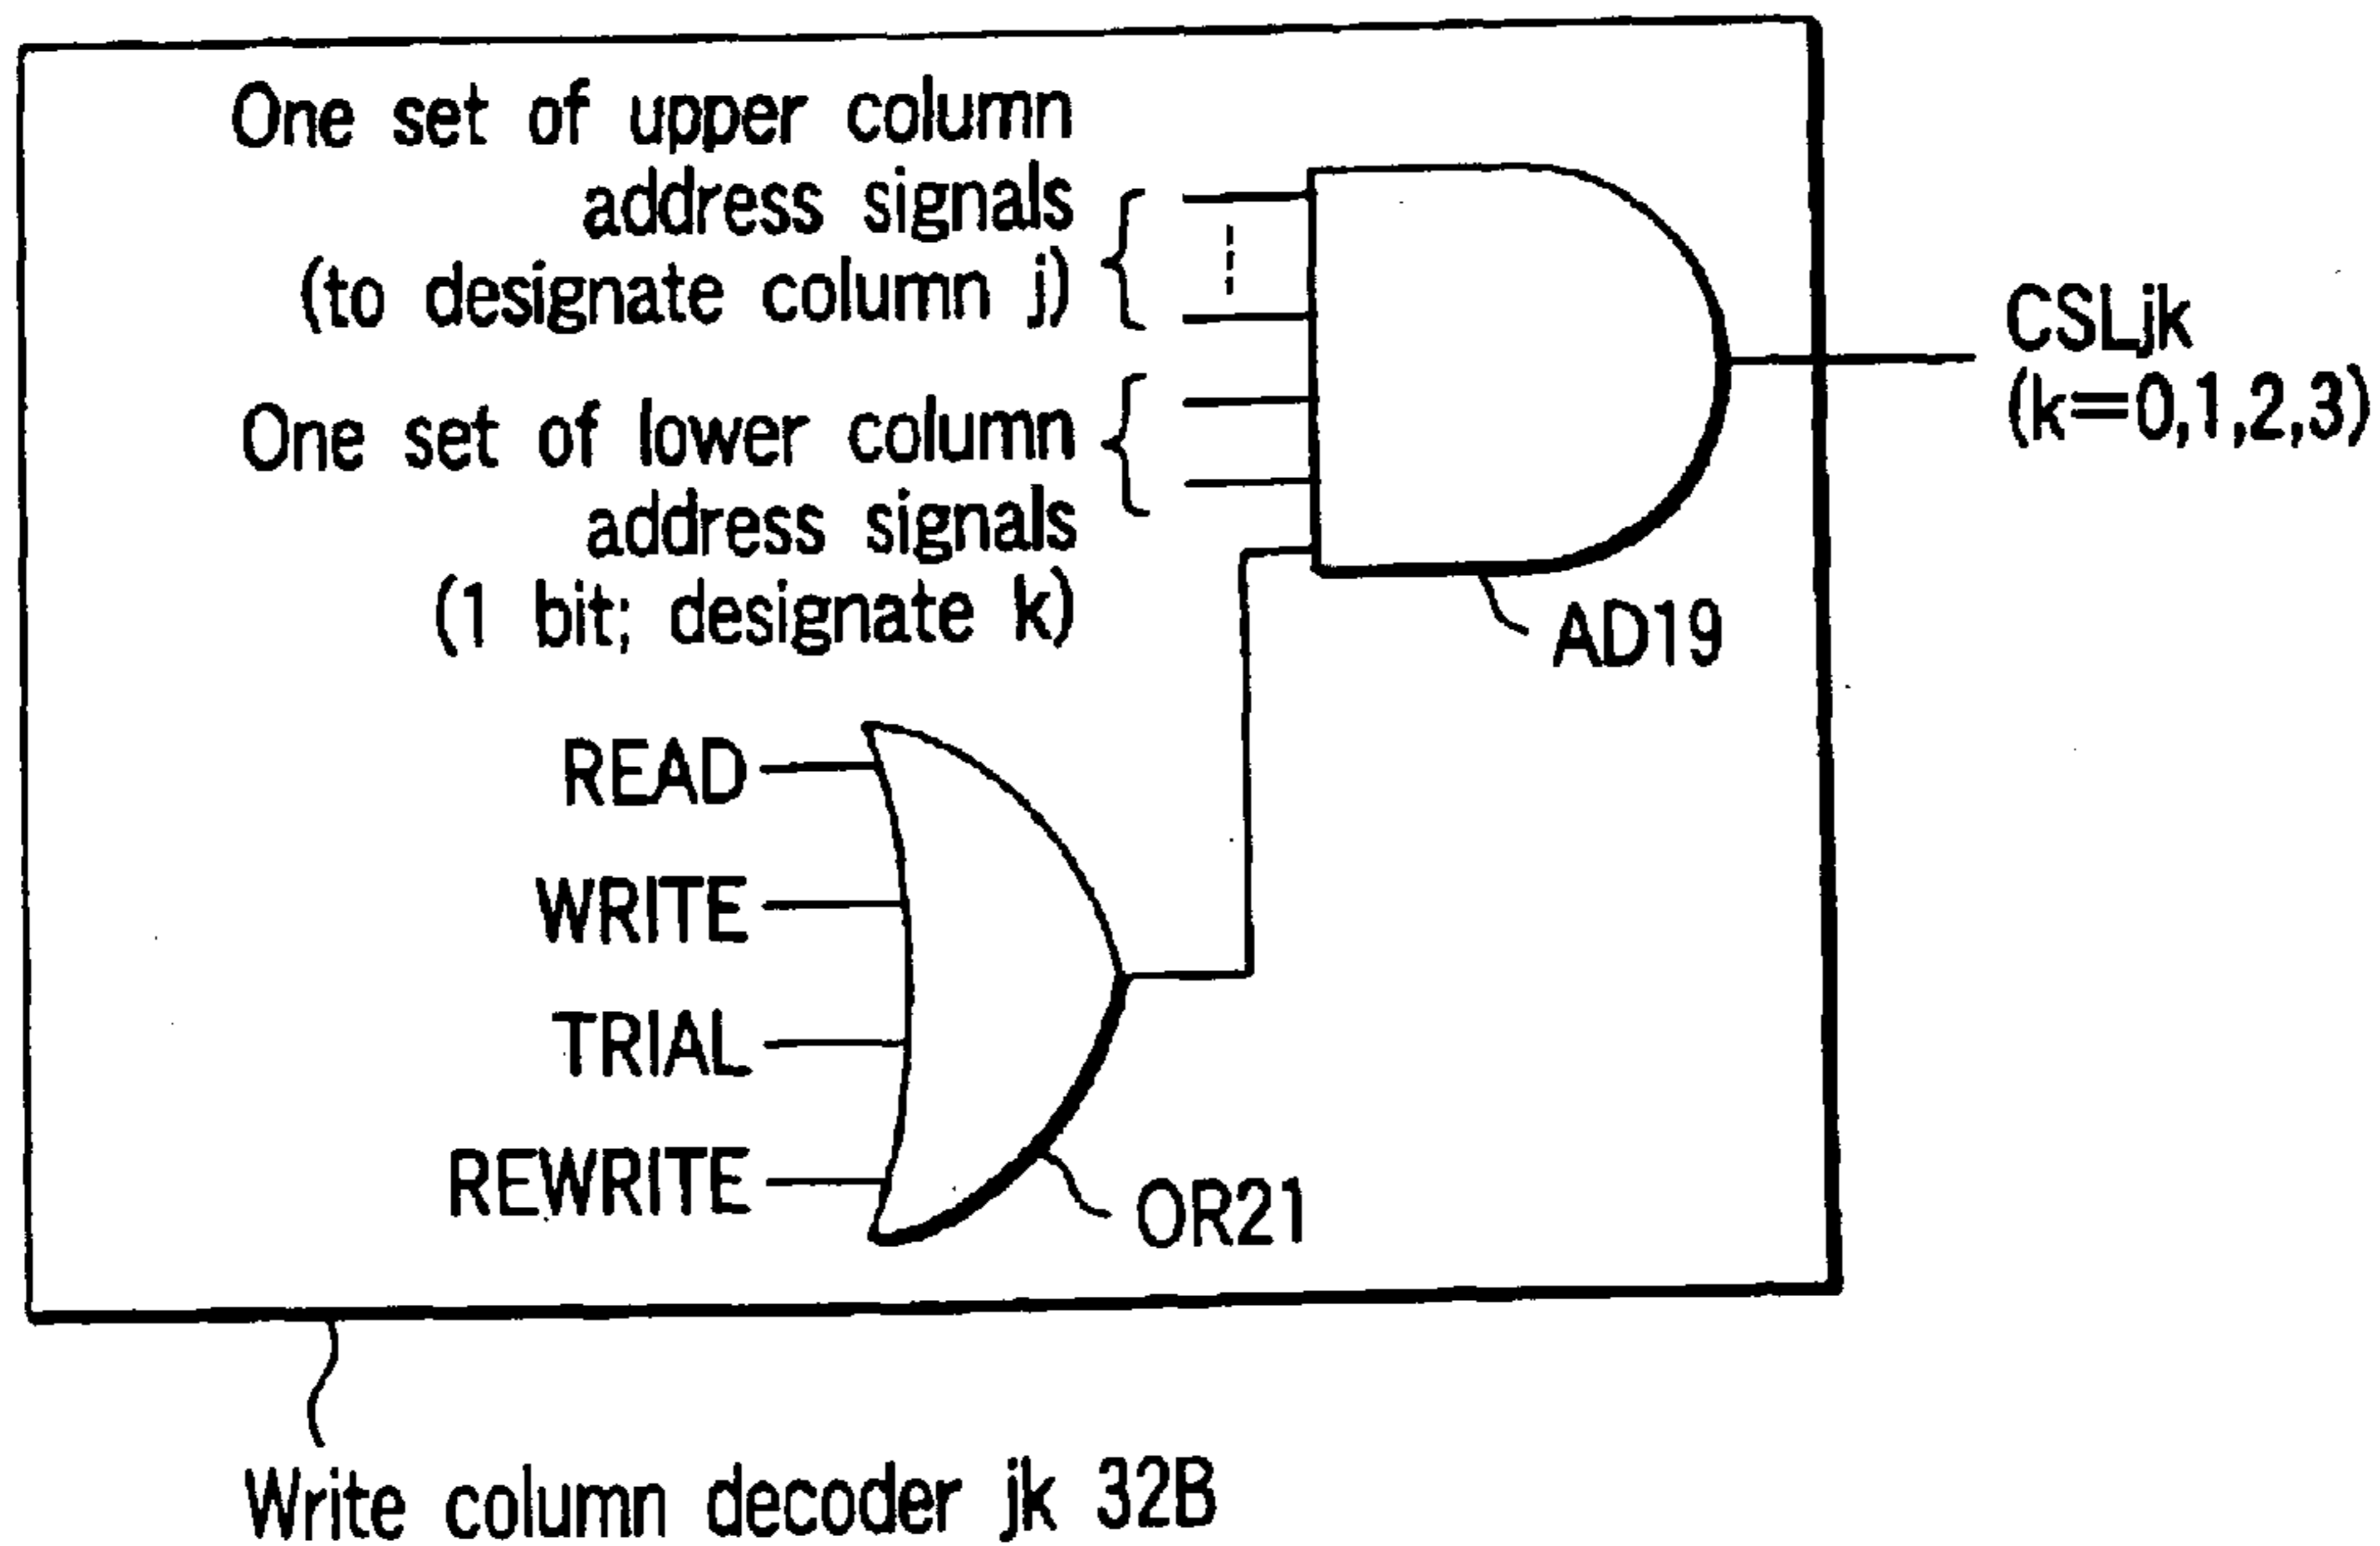 One set of upper column
address signals
(to designate column j)
CSLjk
(k=0,1,2,3)
One set of lower column
address signals
(1 bit; designate k)
AD19
READ
WRITE
TRIAL
REWRITE
OR21
Write column decoder jk 32B